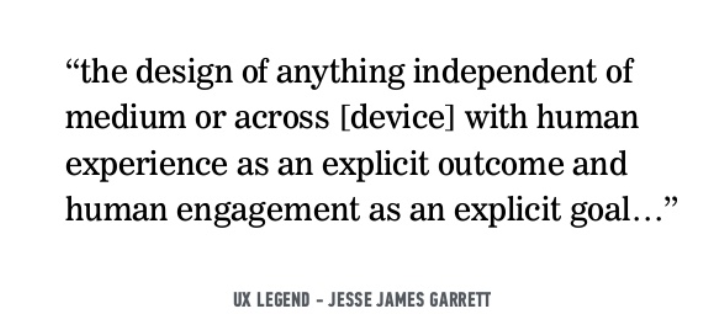 “the design of anything independent of
medium or across [device] with human
experience as an explicit outcome and
human engagement as an explicit goal…”
UX LEGEND - JESSE JAMES GARRETT